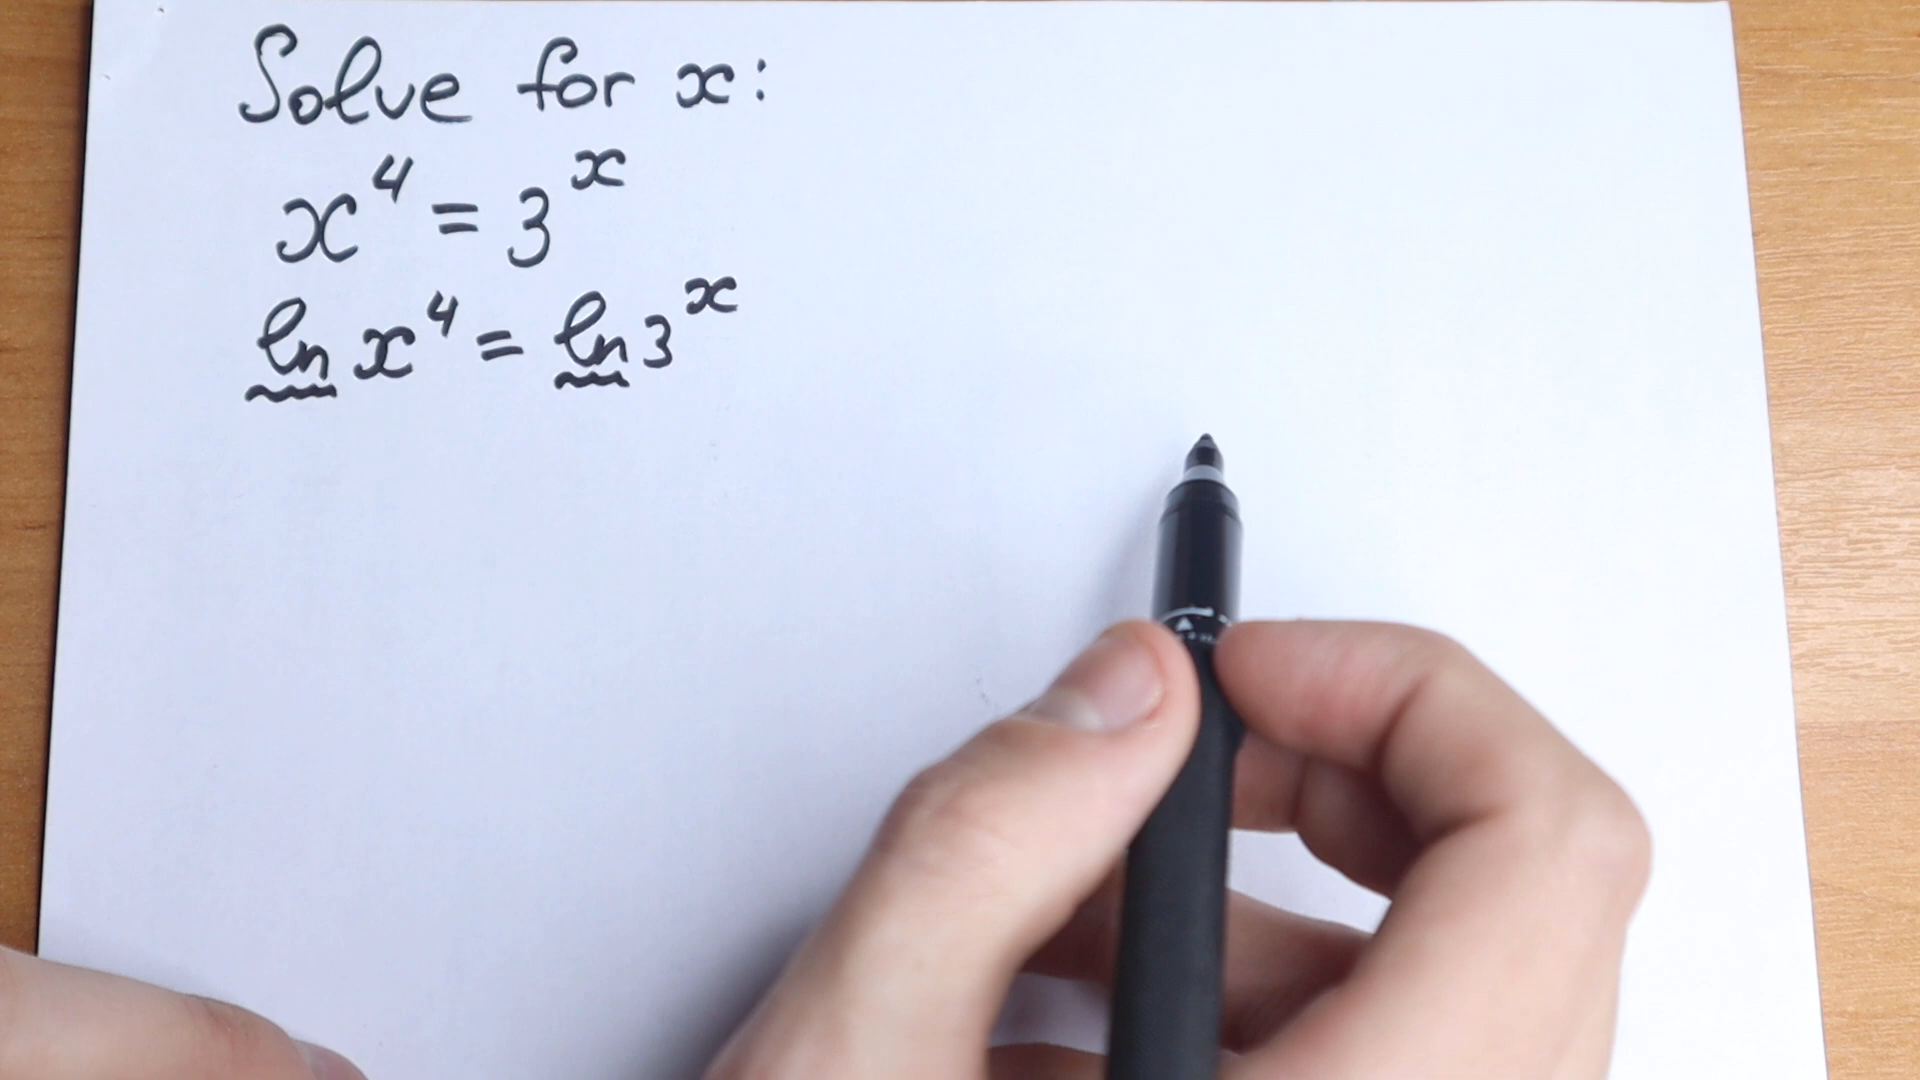 Solve for x:
x⁴ = 3ˣ
ln x⁴ = ln 3ˣ